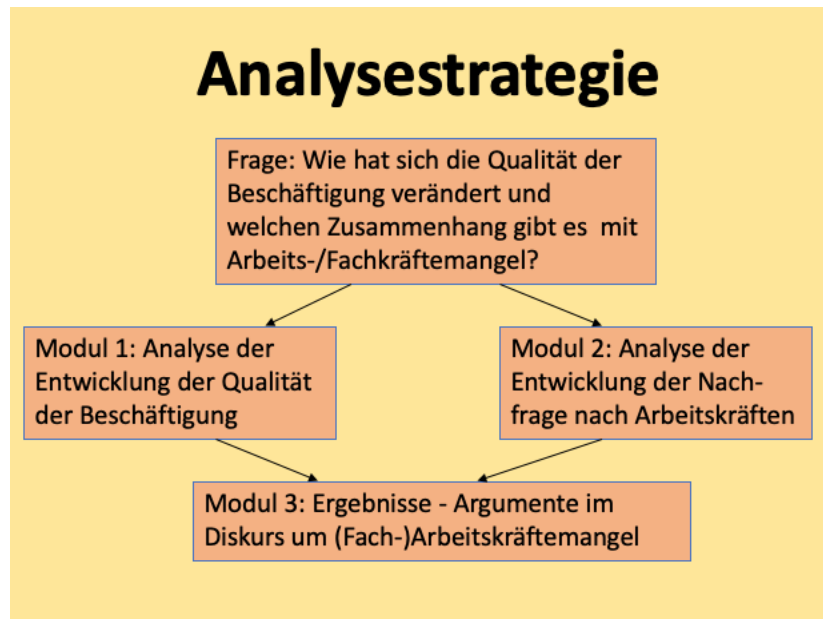 Analysestrategie
Frage: Wie hat sich die Qualität der
Beschäftigung verändert und
welchen Zusammenhang gibt es mit
Arbeits-/Fachkräftemangel?
Modul 1: Analyse der
Entwicklung der Qualität
der Beschäftigung
Modul 2: Analyse der
Entwicklung der Nach-
frage nach Arbeitskräften
Modul 3: Ergebnisse - Argumente im
Diskurs um (Fach-)Arbeitskräftemangel